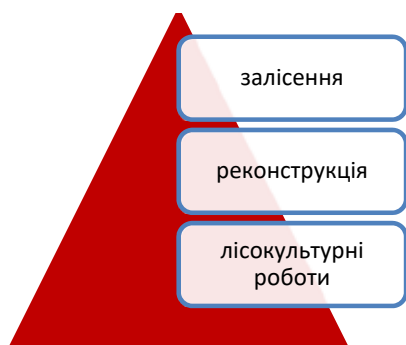 залісення
реконструкція
лісокультурні
роботи